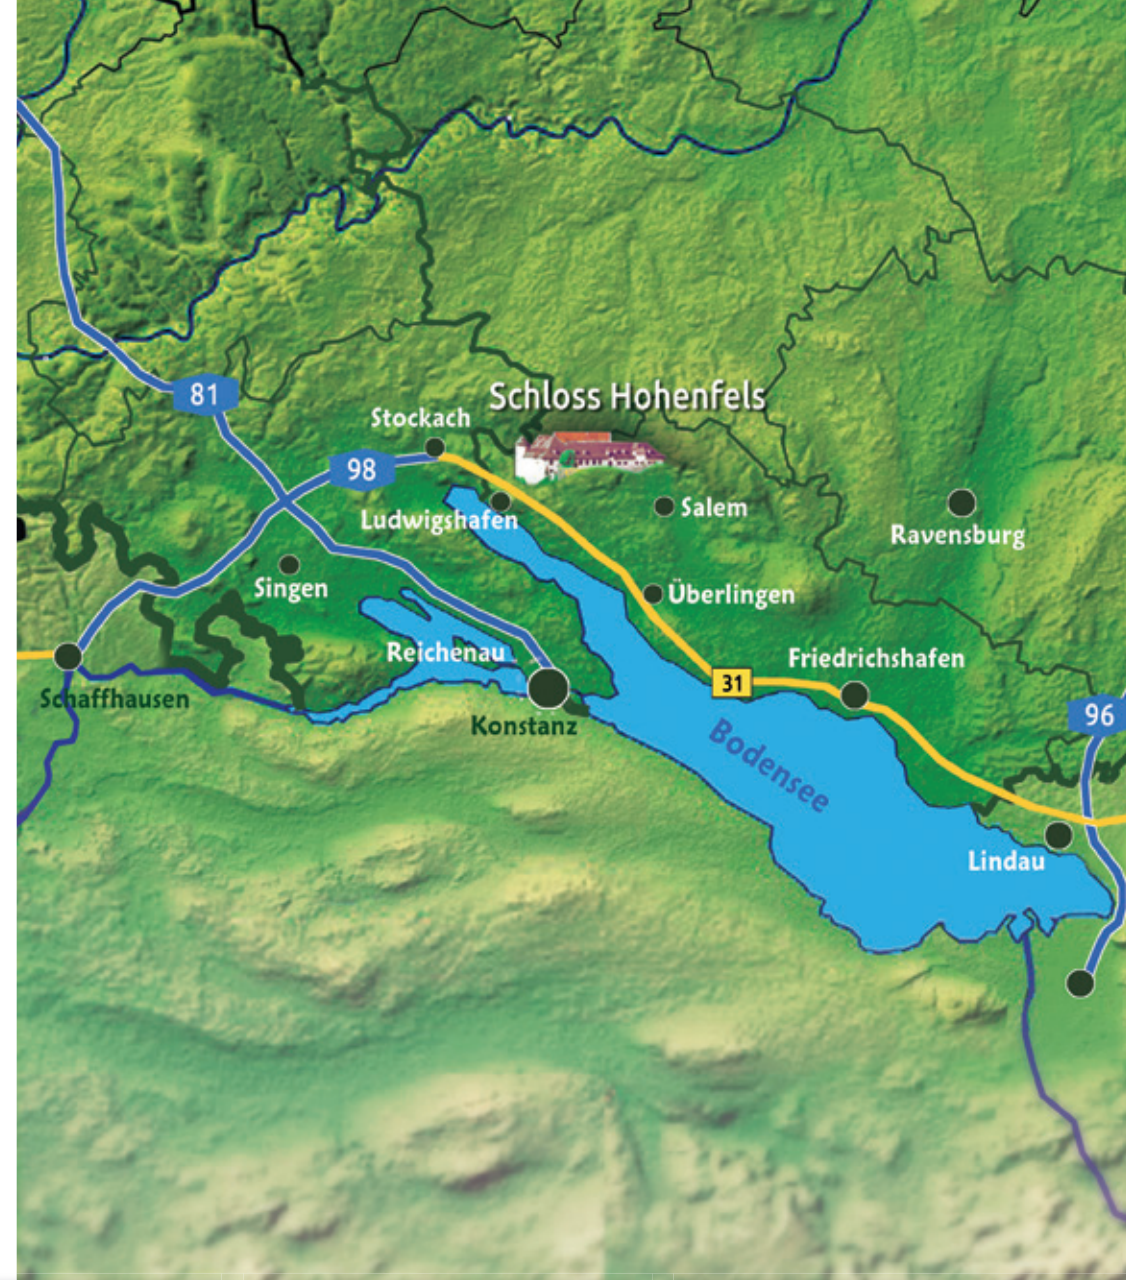 81
Schloss Hohenfels
Stockach
98
Ludwigshafen
Salem
Ravensburg
Singen
Überlingen
Reichenau
Friedrichshafen
31
Schaffhausen
Konstanz
96
Bodensee
Lindau